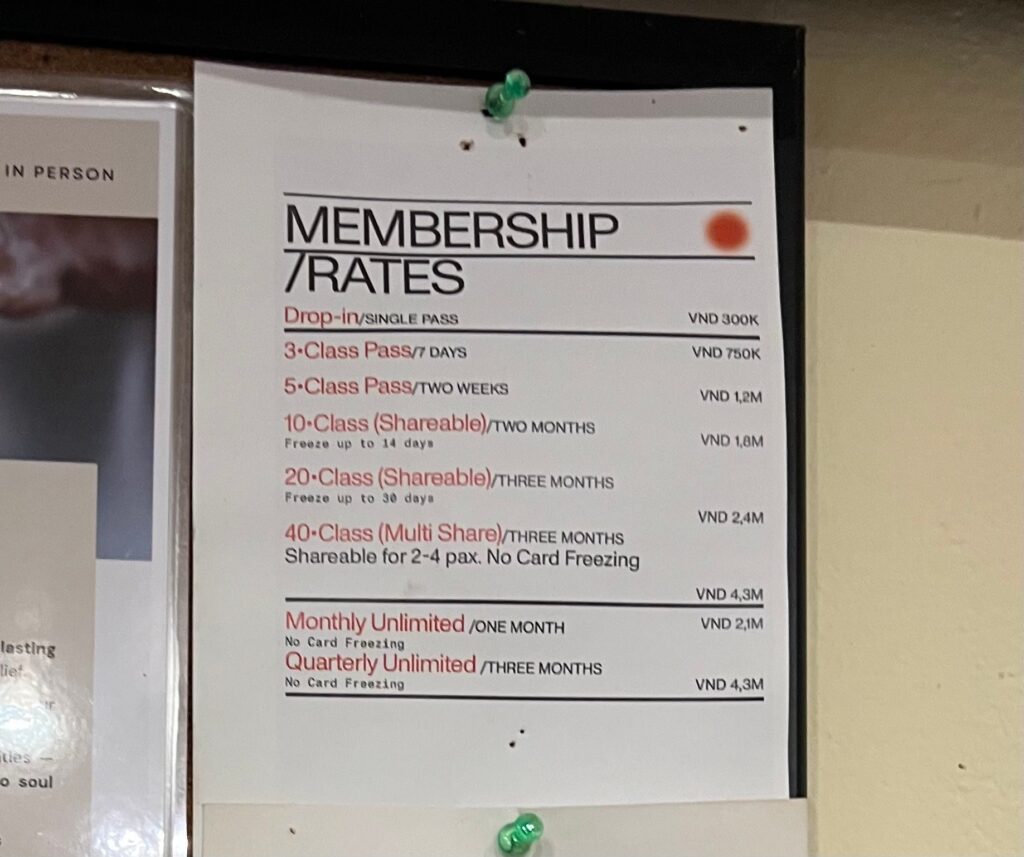 IN PERSON
MEMBERSHIP
/RATES
Drop-in/SINGLE PASS VND 300K
3•Class Pass/7 DAYS VND 750K
5•Class Pass/TWO WEEKS VND 1,2M
10•Class (Shareable)/TWO MONTHS
Freeze up to 14 days VND 1,8M
20•Class (Shareable)/THREE MONTHS
Freeze up to 30 days
VND 2,4M
40•Class (Multi Share)/THREE MONTHS
Shareable for 2-4 pax. No Card Freezing
VND 4,3M
Monthly Unlimited /ONE MONTH VND 2,1M
No Card Freezing
Quarterly Unlimited /THREE MONTHS
No Card Freezing VND 4,3M
lasting
soul